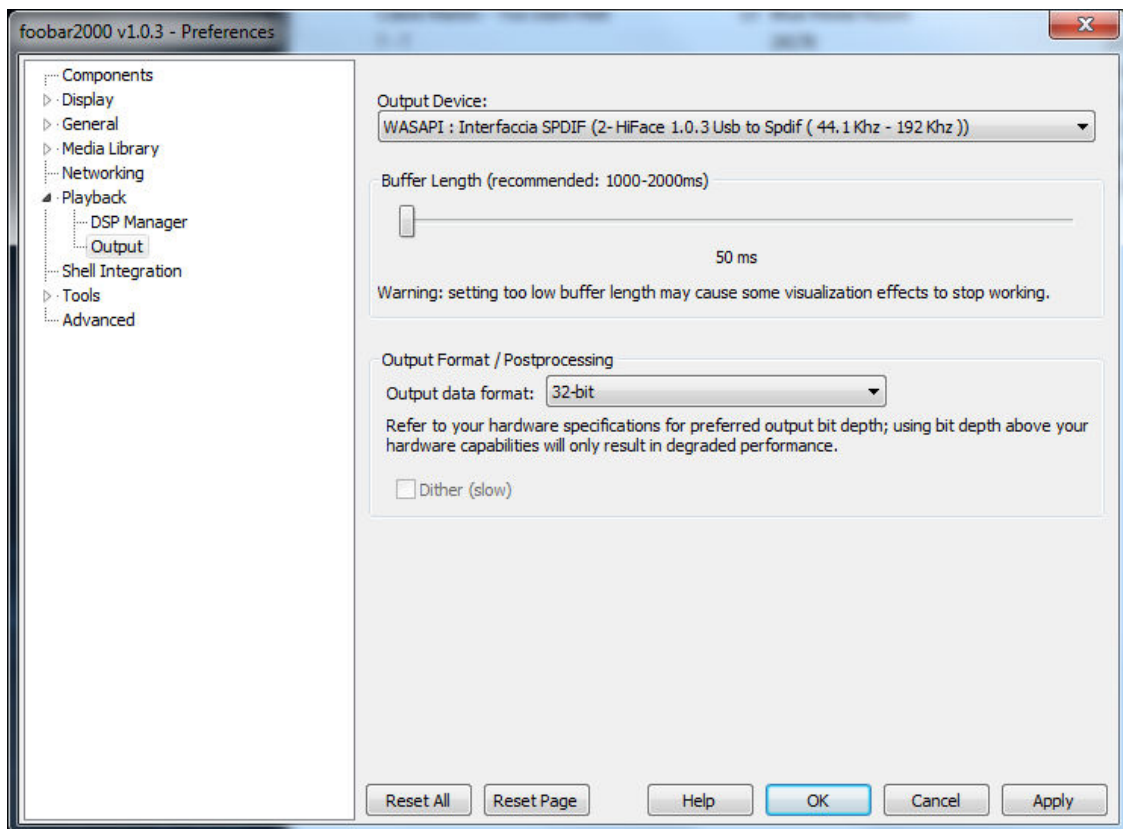 foobar2000 v1.0.3 - Preferences
Components
Display
General
Media Library
Networking
Playback
DSP Manager
Output
Shell Integration
Tools
Advanced
Output Device:
WASAPI : Interfaccia SPDIF (2- HiFace 1.0.3 Usb to Spdif ( 44.1 Khz - 192 Khz ))
Buffer Length (recommended: 1000-2000ms)
50 ms
Warning: setting too low buffer length may cause some visualization effects to stop working.
Output Format / Postprocessing
Output data format: 32-bit
Refer to your hardware specifications for preferred output bit depth; using bit depth above your
hardware capabilities will only result in degraded performance.
Dither (slow)
Reset All Reset Page Help OK Cancel Apply